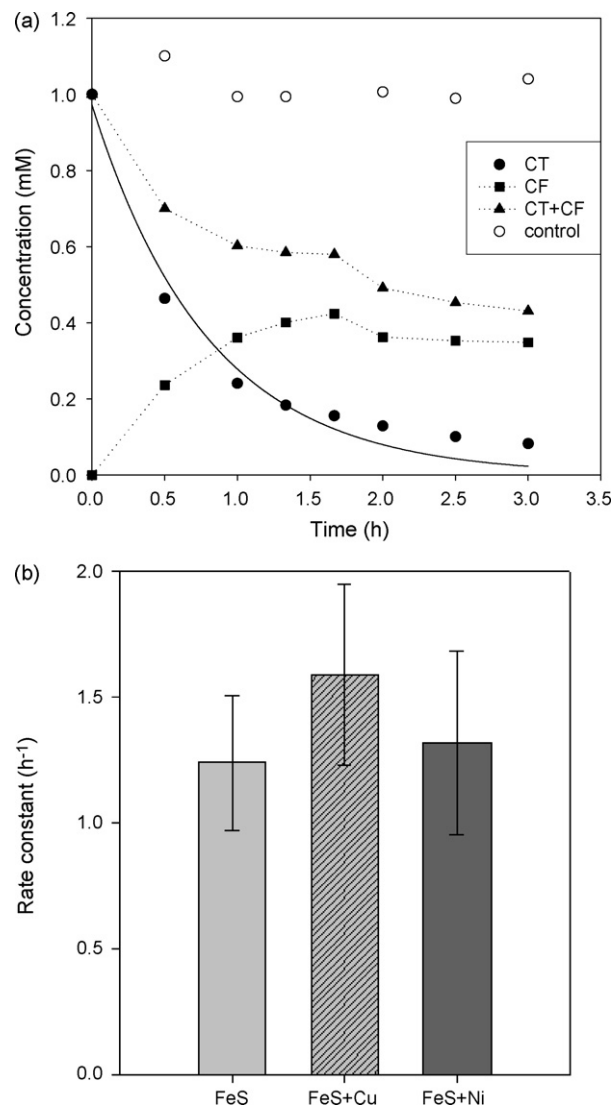 (a)
1.2
1.0
0.8
0.6
0.4
0.2
0.0
Concentration (mM)
CT
CF
CT+CF
control
0.0 0.5 1.0 1.5 2.0 2.5 3.0 3.5
Time (h)
(b)
2.0
1.5
1.0
0.5
0.0
Rate constant (h-1)
FeS FeS+Cu FeS+Ni